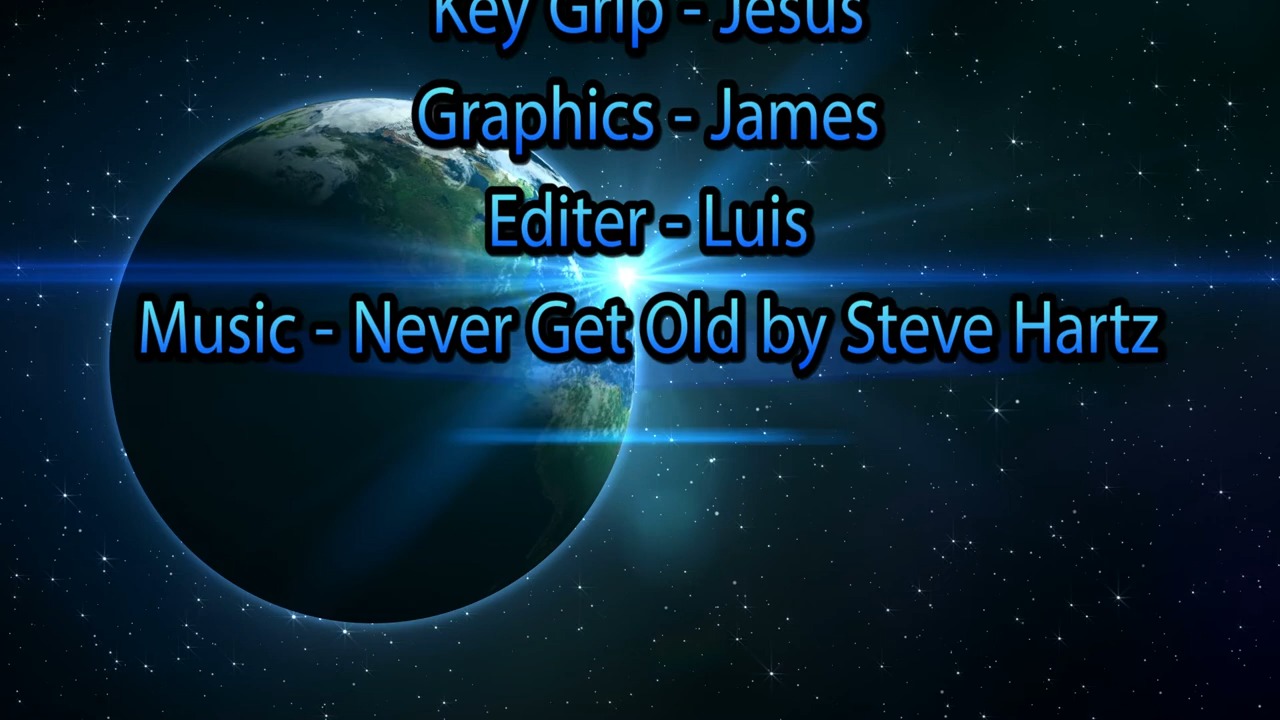 Key Grip - Jesus
Graphics - James
Editer - Luis
Music - Never Get Old by Steve Hartz